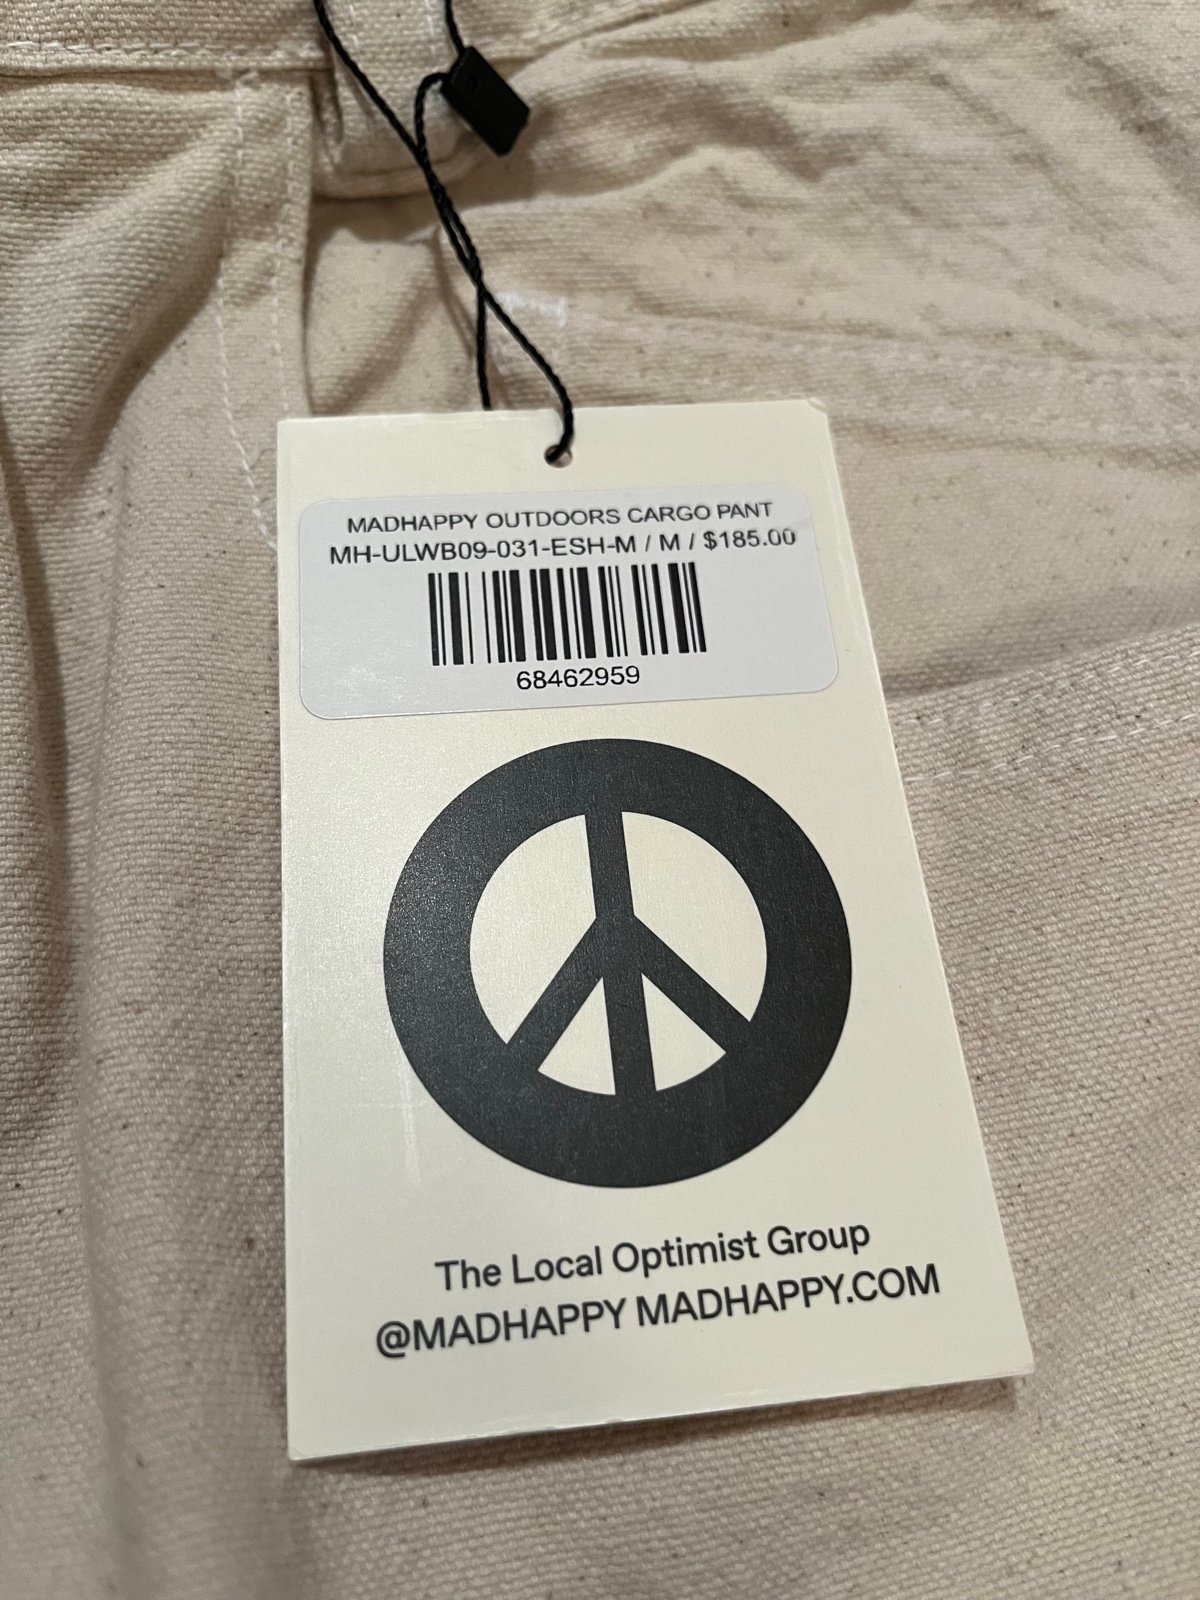 MADHAPPY OUTDOORS CARGO PANT
MH-ULWB09-031-ESH-M / M / $185.00
68462959
The Local Optimist Group
@MADHAPPY MADHAPPY.COM